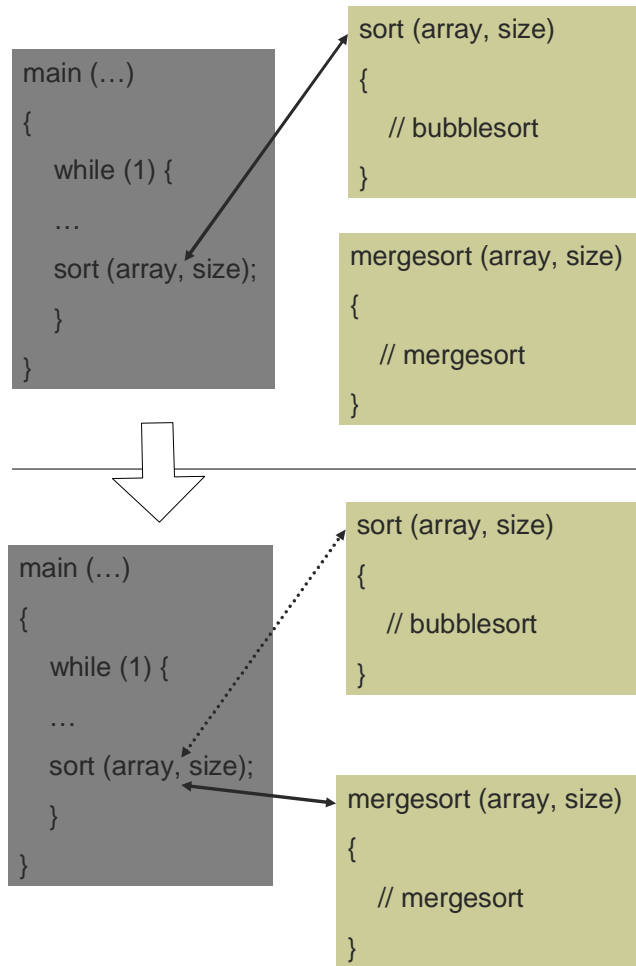 main (…)
{
while (1) {
…
sort (array, size);
}
}
sort (array, size)
{
// bubblesort
}
mergesort (array, size)
{
// mergesort
}
main (…)
{
while (1) {
…
sort (array, size);
}
}
sort (array, size)
{
// bubblesort
}
mergesort (array, size)
{
// mergesort
}